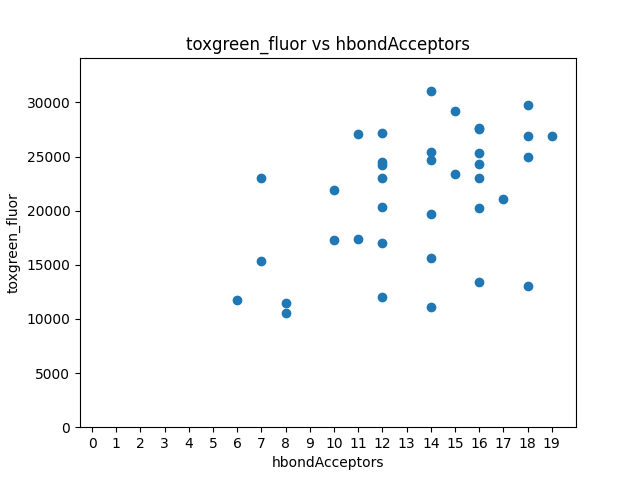 toxgreen_fluor vs hbondAcceptors
30000
25000
20000
15000
10000
5000
0
toxgreen_fluor
0 1 2 3 4 5 6 7 8 9 10 11 12 13 14 15 16 17 18 19
hbondAcceptors